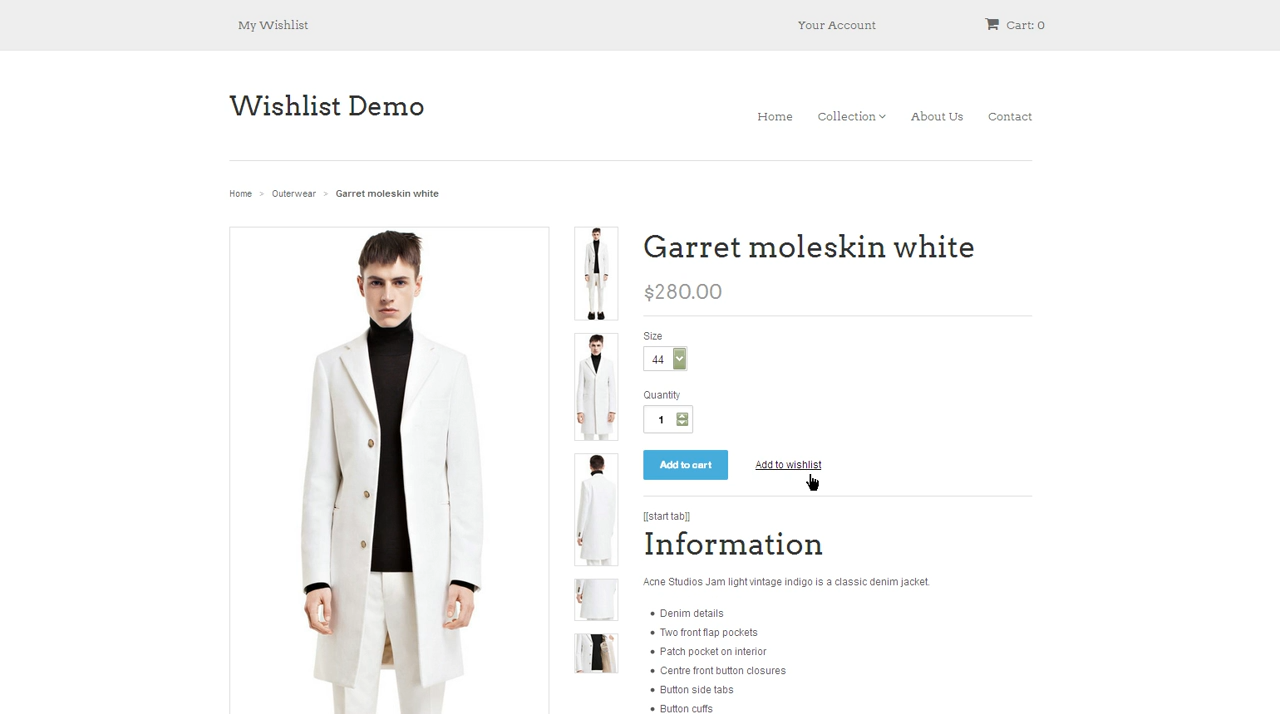 My Wishlist
Your Account
Cart: 0
Wishlist Demo
Home
Collection
About Us
Contact
Home > Outerwear > Garret moleskin white
Garret moleskin white
$280.00
Size
44
Quantity
1
Add to cart
Add to wishlist
[[start tab]]
Information
Acne Studios Jam light vintage indigo is a classic denim jacket.
• Denim details
• Two front flap pockets
• Patch pocket on interior
• Centre front button closures
• Button side tabs
• Button cuffs